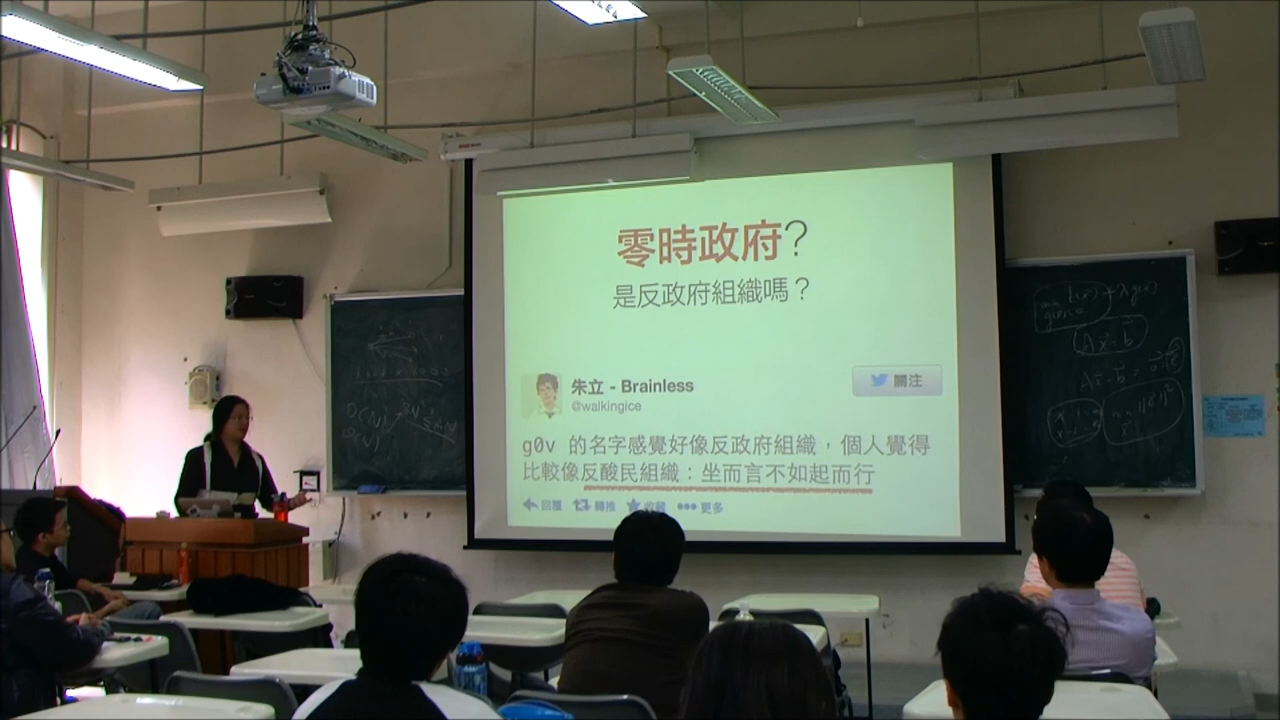 零時政府?
是反政府組織嗎？
朱立 - Brainless
@walkingice
關注
g0v 的名字感覺好像反政府組織，個人覺得
比較像反酸民組織：坐而言不如起而行
回覆 轉推 收藏 更多